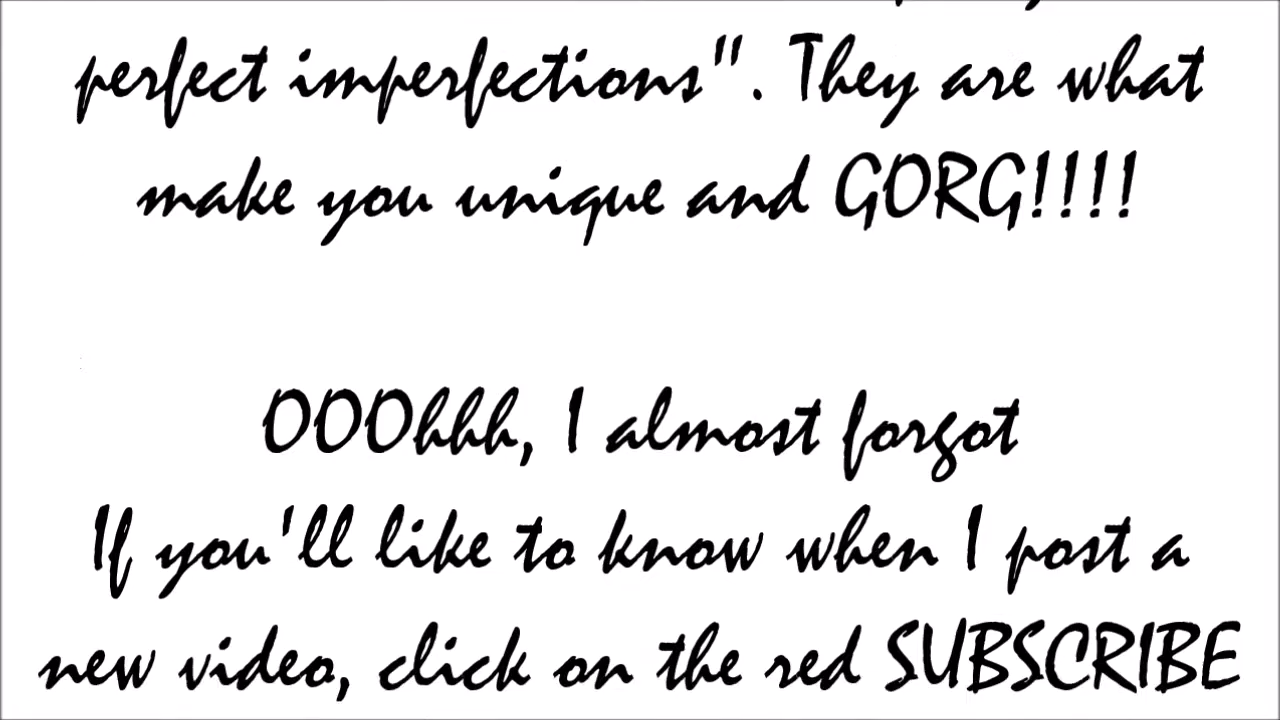 perfect imperfections". They are what
make you unique and GORG!!!!
OOOhhh, I almost forgot
If you'll like to know when I post a
new video, click on the red SUBSCRIBE